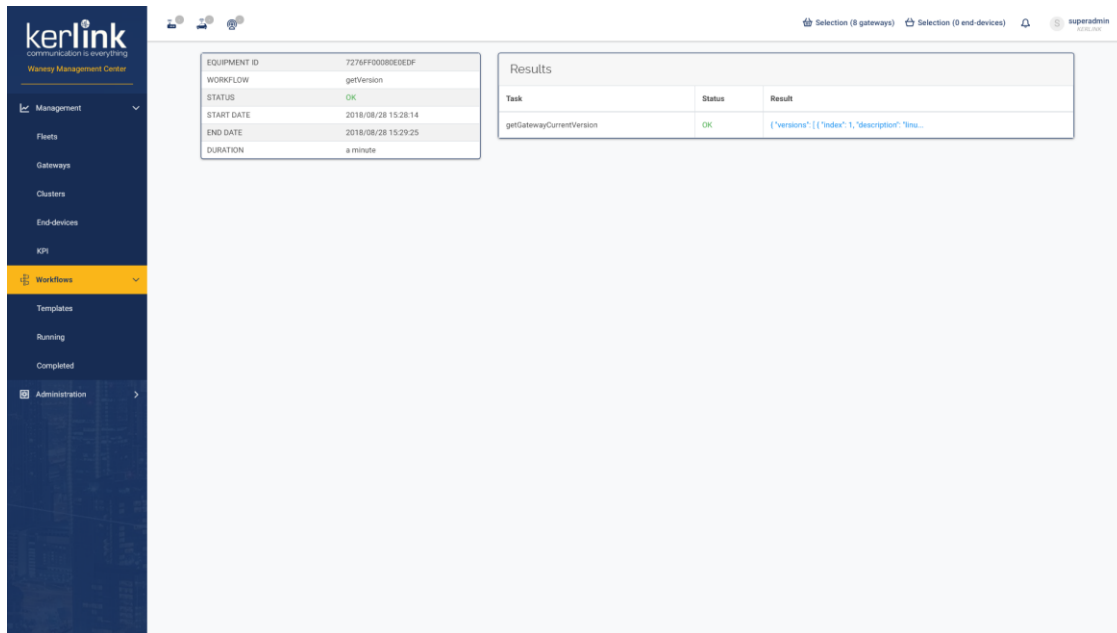 kerlink
communication is everything
Wanesy Management Center
Management
Fleets
Gateways
Clusters
End-devices
KPI
Workflows
Templates
Running
Completed
Administration
Selection (8 gateways) Selection (0 end-devices) S superadmin
KERLINK
EQUIPMENT ID 7276FF00080E0EDF
WORKFLOW getVersion
STATUS OK
START DATE 2018/08/28 15:28:14
END DATE 2018/08/28 15:29:25
DURATION a minute
Results
Task Status Result
getGatewayCurrentVersion OK { "versions": [ { "index": 1, "description": "linu...